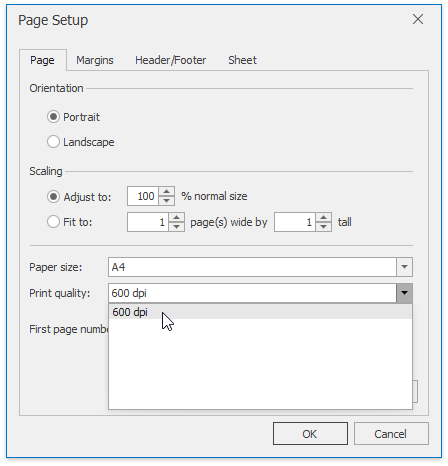 Page Setup
Page Margins Header/Footer Sheet
Orientation
Portrait
Landscape
Scaling
Adjust to: 100 % normal size
Fit to: 1 page(s) wide by 1 tall
Paper size: A4
Print quality: 600 dpi
600 dpi
First page numbe
OK Cancel